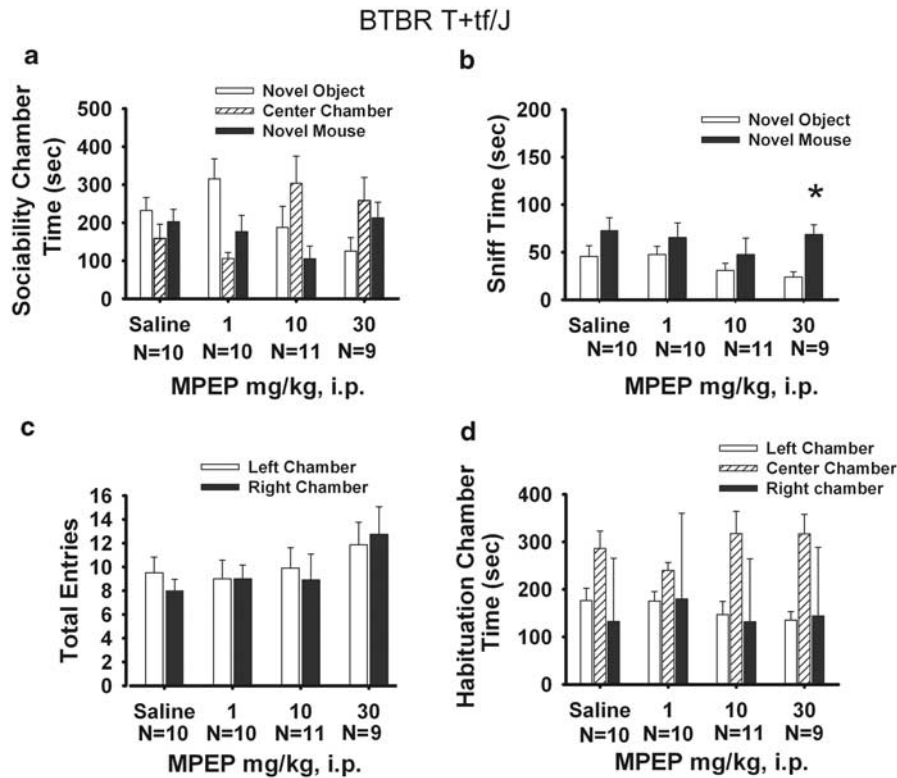 BTBR T+tf/J
a
Novel Object
Center Chamber
Novel Mouse
Sociability Chamber
Time (sec)
500
400
300
200
100
0
Saline 1 10 30
N=10 N=10 N=11 N=9
MPEP mg/kg, i.p.
b
Novel Object
Novel Mouse
Sniff Time (sec)
200
150
100
50
0
*
Saline 1 10 30
N=10 N=10 N=11 N=9
MPEP mg/kg, i.p.
c
Left Chamber
Right Chamber
Total Entries
16
14
12
10
8
6
4
2
0
Saline 1 10 30
N=10 N=10 N=11 N=9
MPEP mg/kg, i.p.
d
Left Chamber
Center Chamber
Right chamber
Habituation Chamber
Time (sec)
400
300
200
100
0
Saline 1 10 30
N=10 N=10 N=11 N=9
MPEP mg/kg, i.p.